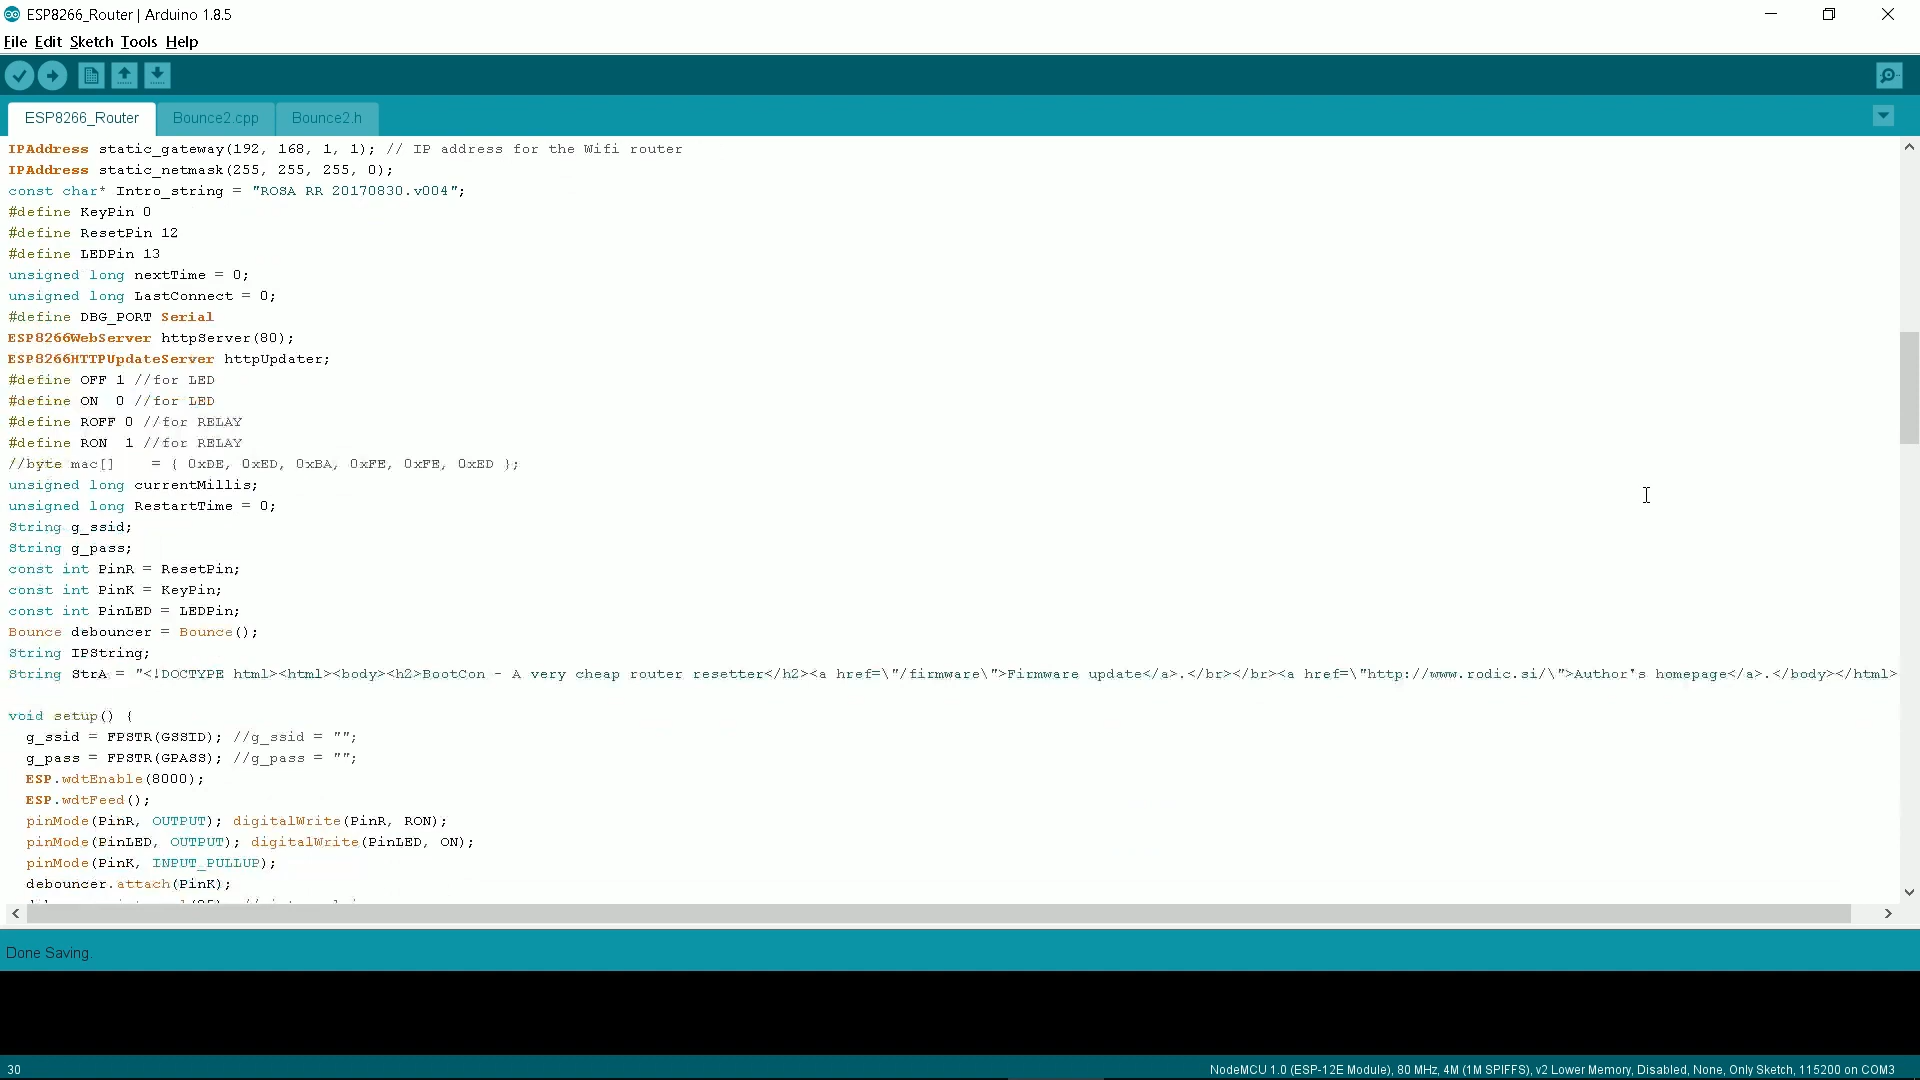 ESP8266_Router | Arduino 1.8.5
File Edit Sketch Tools Help
ESP8266_Router Bounce2.cpp Bounce2.h
IPAddress static_gateway(192, 168, 1, 1); // IP address for the Wifi router
IPAddress static_netmask(255, 255, 255, 0);
const char* Intro_string = "ROSA RR 20170830.v004";
#define KeyPin 0
#define ResetPin 12
#define LEDPin 13
unsigned long nextTime = 0;
unsigned long LastConnect = 0;
#define DBG_PORT Serial
ESP8266WebServer httpServer(80);
ESP8266HTTPUpdateServer httpUpdater;
#define OFF 1 //for LED
#define ON  0 //for LED
#define ROFF 0 //for RELAY
#define RON  1 //for RELAY
//byte mac[]    = { 0xDE, 0xED, 0xBA, 0xFE, 0xFE, 0xED };
unsigned long currentMillis;
unsigned long RestartTime = 0;
String g_ssid;
String g_pass;
const int PinR = ResetPin;
const int PinK = KeyPin;
const int PinLED = LEDPin;
Bounce debouncer = Bounce();
String IPString;
String StrA = "<!DOCTYPE html><html><body><h2>BootCon - A very cheap router resetter</h2><a href=\"/firmware\">Firmware update</a>.</br></br><a href=\"http://www.rodic.si/\">Author's homepage</a>.</body></html>
void setup() {
g_ssid = FPSTR(GSSID); //g_ssid = "";
g_pass = FPSTR(GPASS); //g_pass = "";
ESP.wdtEnable(8000);
ESP.wdtFeed();
pinMode(PinR, OUTPUT); digitalWrite(PinR, RON);
pinMode(PinLED, OUTPUT); digitalWrite(PinLED, ON);
pinMode(PinK, INPUT_PULLUP);
debouncer.attach(PinK);
Done Saving.
30 NodeMCU 1.0 (ESP-12E Module), 80 MHz, 4M (1M SPIFFS), v2 Lower Memory, Disabled, None, Only Sketch, 115200 on COM3